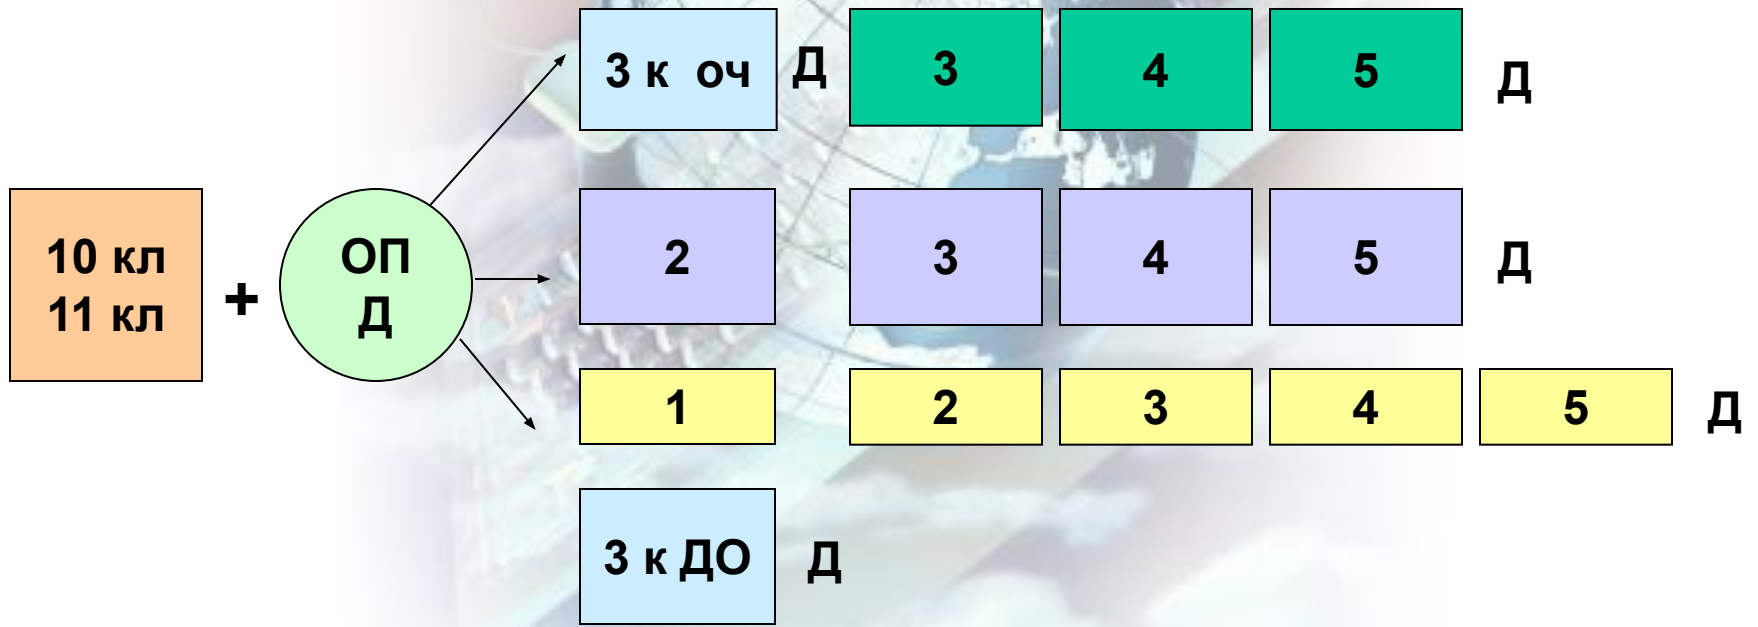 3 к оч Д 3 4 5 Д
10 кл
11 кл
+
ОП
Д
2 3 4 5 Д
1 2 3 4 5 Д
3 к ДО Д